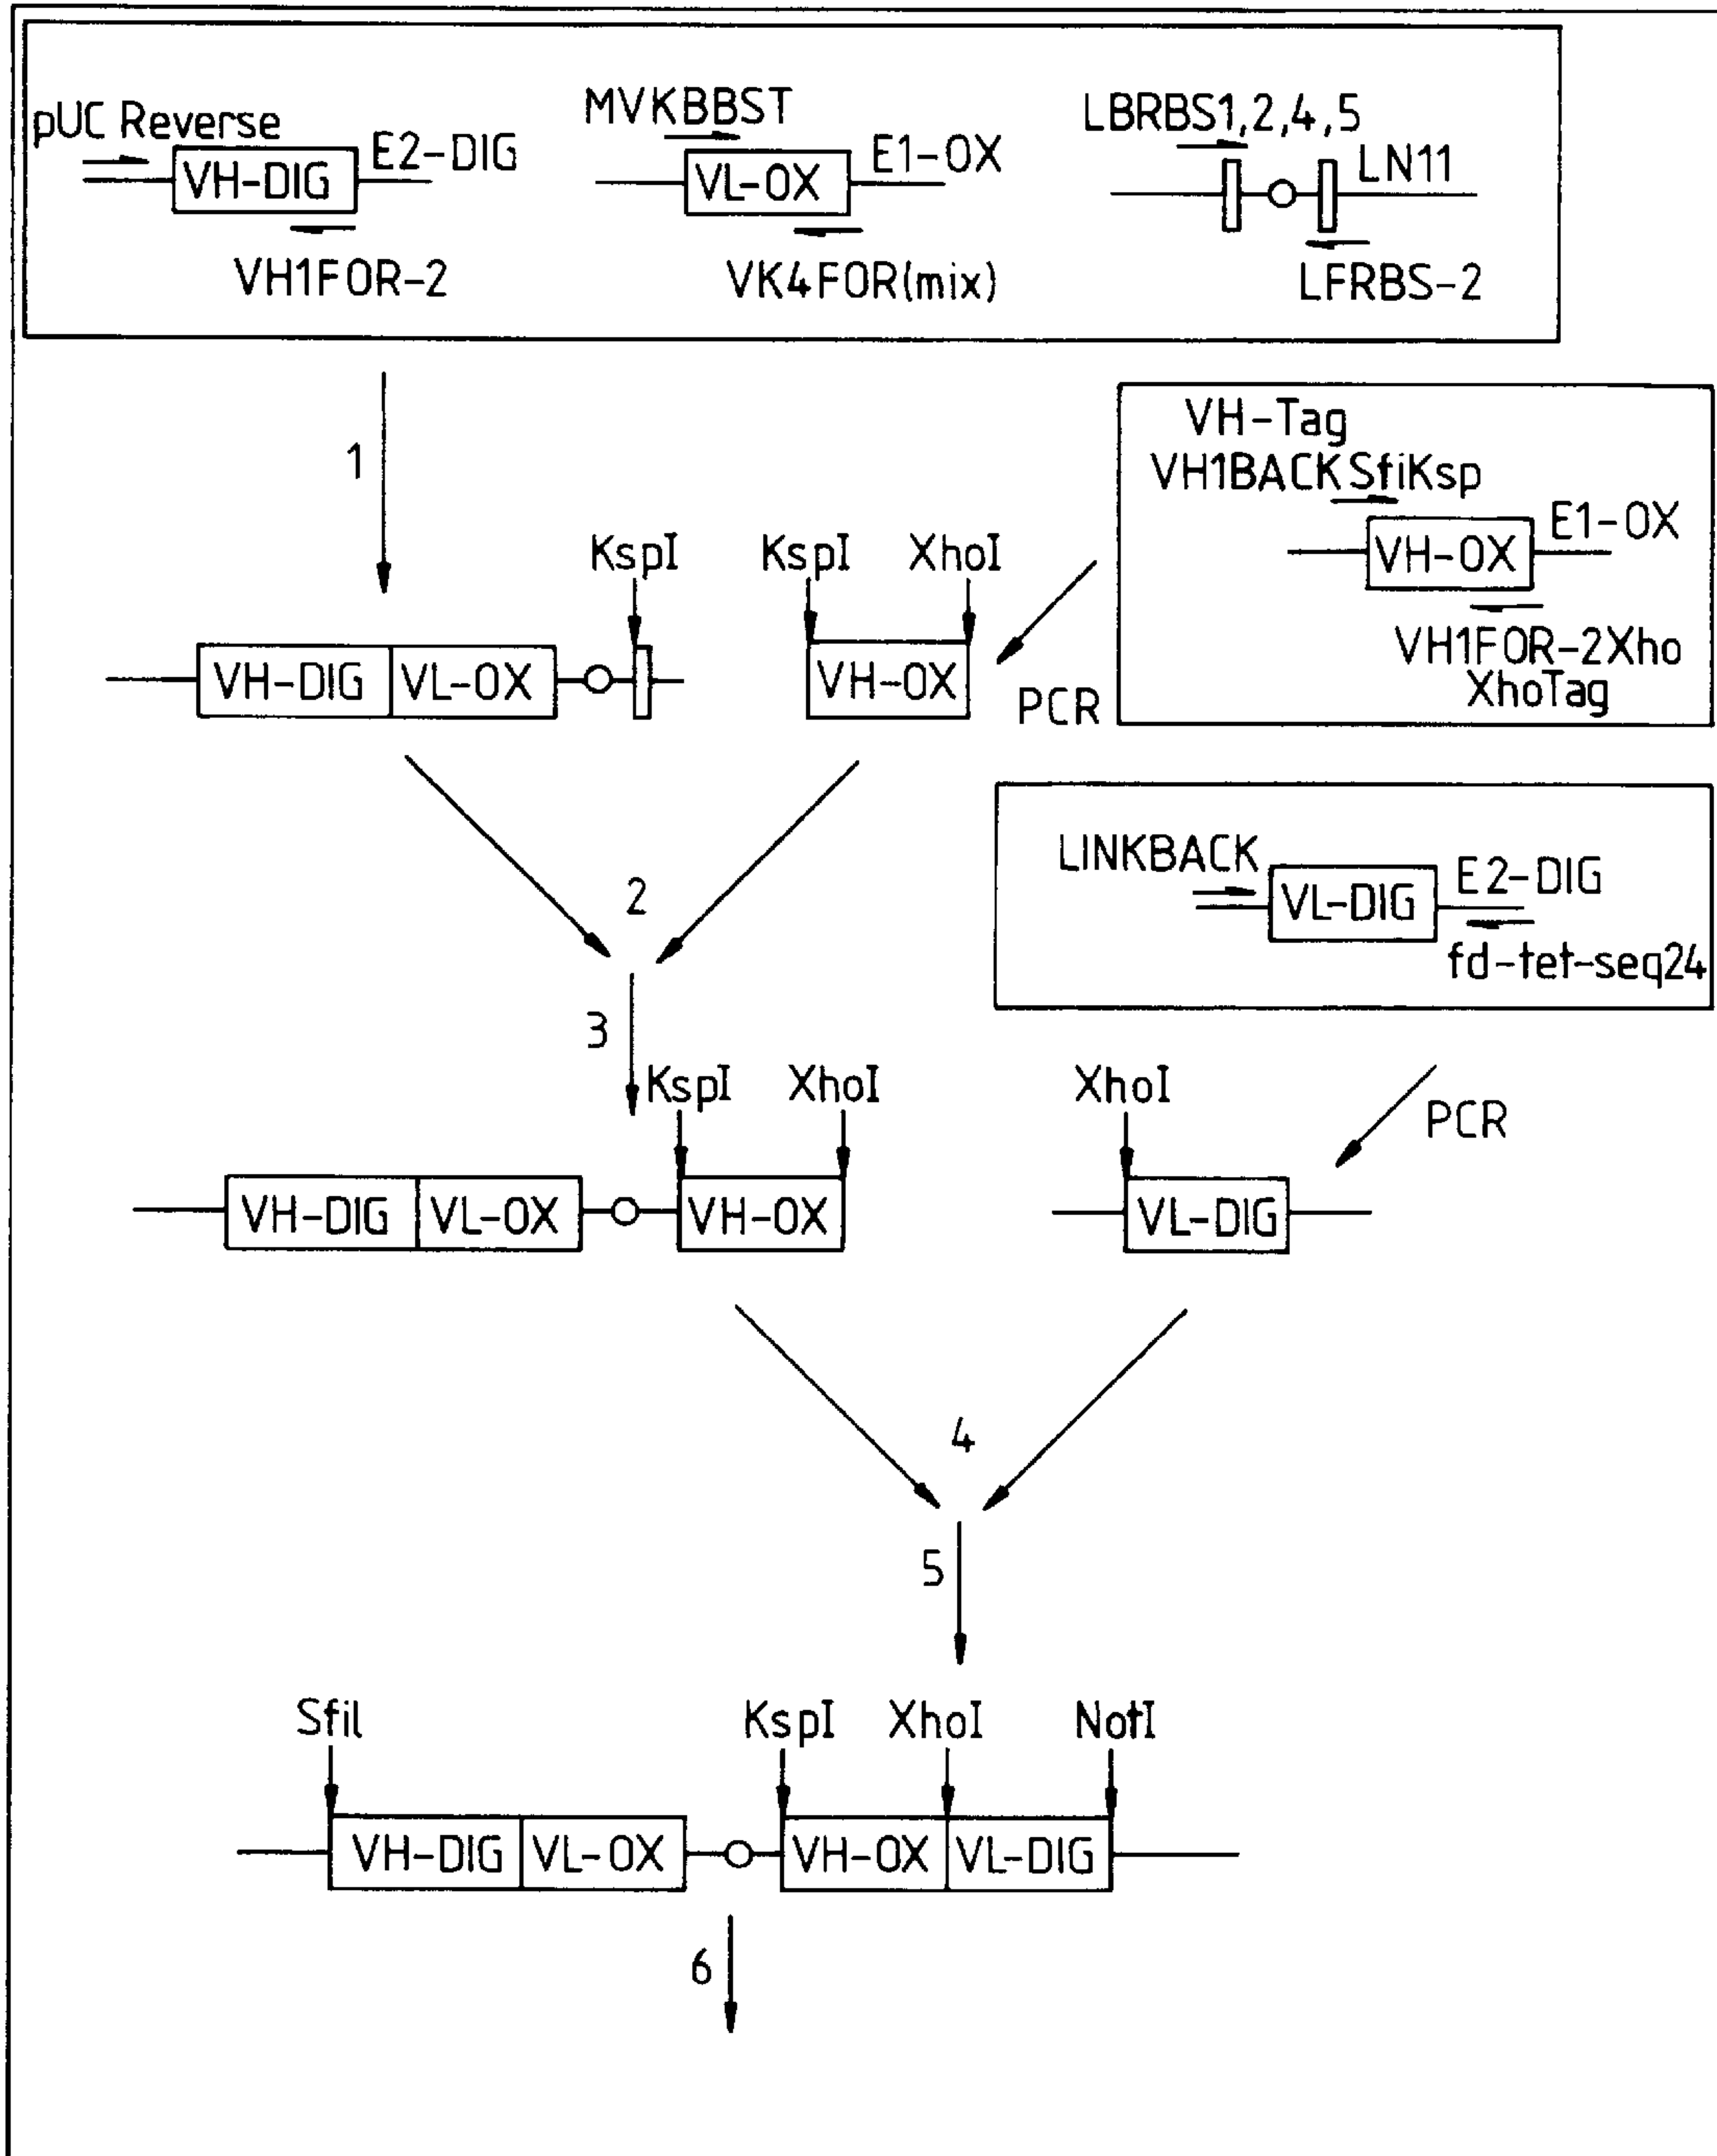 pUC Reverse
VH-DIG
E2-DIG
VH1FOR-2
MVKBBST
VL-OX
E1-OX
VK4FOR(mix)
LBRBS1,2,4,5
LN11
LFRBS-2
1
VH-Tag
VH1BACKSfiKsp
VH-OX
E1-OX
VH1FOR-2Xho
XhoTag
KspI
KspI
XhoI
VH-DIG
VL-OX
VH-OX
PCR
2
LINKBACK
VL-DIG
E2-DIG
fd-tet-seq24
3
KspI
XhoI
XhoI
PCR
VH-DIG
VL-OX
VH-OX
VL-DIG
4
5
SfiI
KspI
XhoI
NotI
VH-DIG
VL-OX
VH-OX
VL-DIG
6